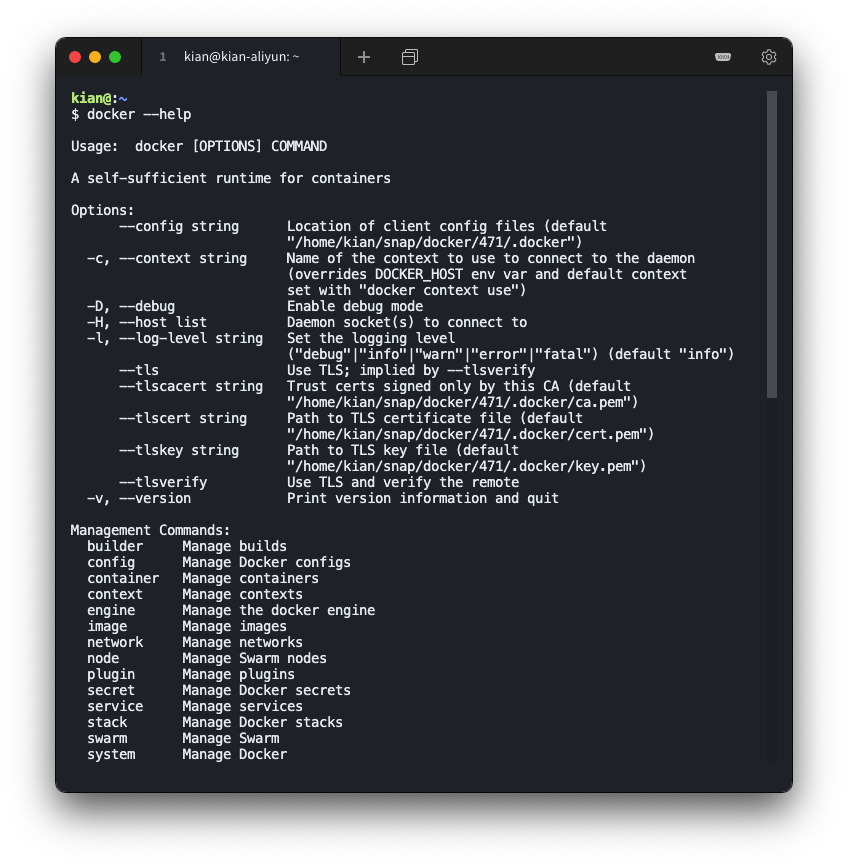 1 kian@kian-aliyun: ~
kian@:~
$ docker --help

Usage:  docker [OPTIONS] COMMAND

A self-sufficient runtime for containers

Options:
      --config string      Location of client config files (default
                           "/home/kian/snap/docker/471/.docker")
  -c, --context string     Name of the context to use to connect to the daemon
                           (overrides DOCKER_HOST env var and default context
                           set with "docker context use")
  -D, --debug              Enable debug mode
  -H, --host list          Daemon socket(s) to connect to
  -l, --log-level string   Set the logging level
                           ("debug"|"info"|"warn"|"error"|"fatal") (default "info")
      --tls                Use TLS; implied by --tlsverify
      --tlscacert string   Trust certs signed only by this CA (default
                           "/home/kian/snap/docker/471/.docker/ca.pem")
      --tlscert string     Path to TLS certificate file (default
                           "/home/kian/snap/docker/471/.docker/cert.pem")
      --tlskey string      Path to TLS key file (default
                           "/home/kian/snap/docker/471/.docker/key.pem")
      --tlsverify          Use TLS and verify the remote
  -v, --version            Print version information and quit

Management Commands:
  builder     Manage builds
  config      Manage Docker configs
  container   Manage containers
  context     Manage contexts
  engine      Manage the docker engine
  image       Manage images
  network     Manage networks
  node        Manage Swarm nodes
  plugin      Manage plugins
  secret      Manage Docker secrets
  service     Manage services
  stack       Manage Docker stacks
  swarm       Manage Swarm
  system      Manage Docker